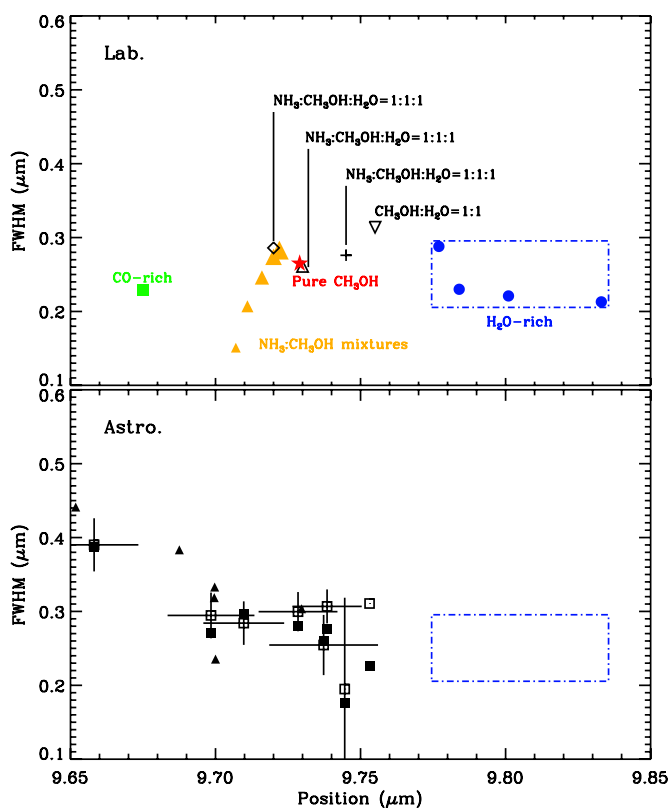 0.6
Lab.
NH₃:CH₃OH:H₂O=1:1:1
0.5
NH₃:CH₃OH:H₂O=1:1:1
0.4
NH₃:CH₃OH:H₂O=1:1:1
CH₃OH:H₂O=1:1
FWHM (μm)
0.3
CO-rich
Pure CH₃OH
0.2
H₂O-rich
NH₃:CH₃OH mixtures
0.1
0.6
Astro.
0.5
0.4
FWHM (μm)
0.3
0.2
0.1
9.65 9.70 9.75 9.80 9.85
Position (μm)